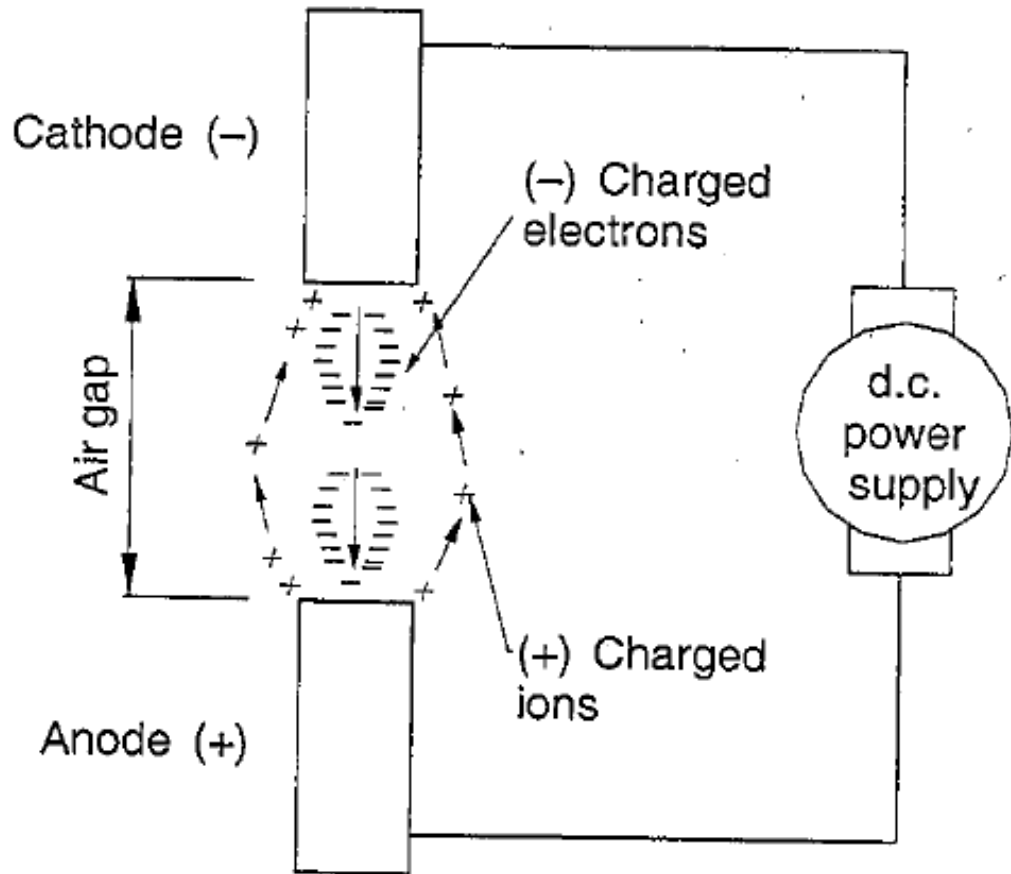 Cathode (−)
(−) Charged
electrons
Air gap
d.c.
power
supply
(+) Charged
ions
Anode (+)